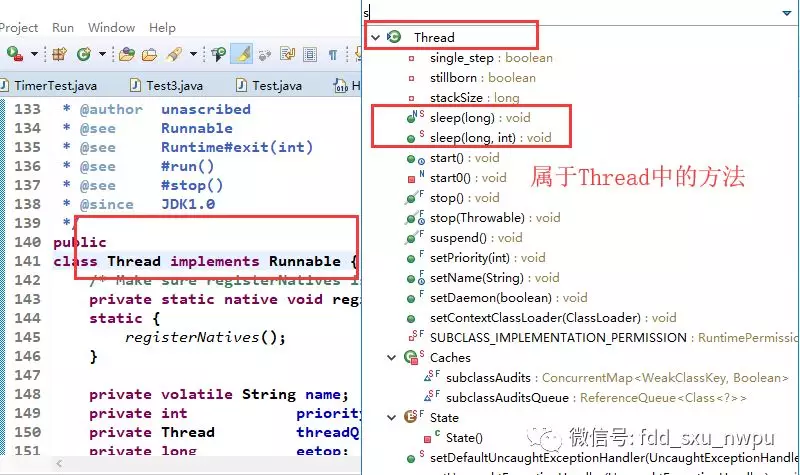 Project Run Window Help
TimerTest.java Test3.java Test.java
133 * @author unascribed
134 * @see Runnable
135 * @see Runtime#exit(int)
136 * @see #run()
137 * @see #stop()
138 * @since JDK1.0
139 */
140 public
141 class Thread implements Runnable {
142 /* Make sure registerNatives i
143 private static native void reg
144 static {
145 registerNatives();
146 }
147
148 private volatile String name;
149 private int priority
150 private Thread threadQ
151 private long eetop;
s
Thread
single_step : boolean
stillborn : boolean
stackSize : long
sleep(long) : void
sleep(long, int) : void
start() : void
start0() : void
属于Thread中的方法
stop() : void
stop(Throwable) : void
suspend() : void
setPriority(int) : void
setName(String) : void
setDaemon(boolean) : void
setContextClassLoader(ClassLoader) : void
SUBCLASS_IMPLEMENTATION_PERMISSION : RuntimePermissio
Caches
subclassAudits : ConcurrentMap<WeakClassKey, Boolean>
subclassAuditsQueue : ReferenceQueue<Class<?>>
State
State()
微信号: fdd_sxu_nwpu
setDefaultUncaughtExceptionHandler(UncaughtExceptionHandler